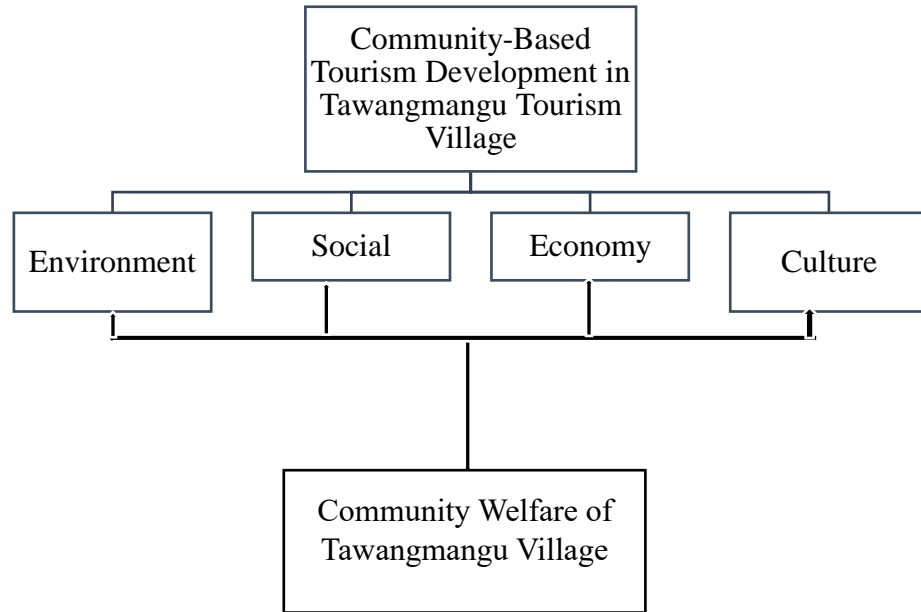 Community-Based
Tourism Development in
Tawangmangu Tourism
Village
Environment
Social
Economy
Culture
Community Welfare of
Tawangmangu Village